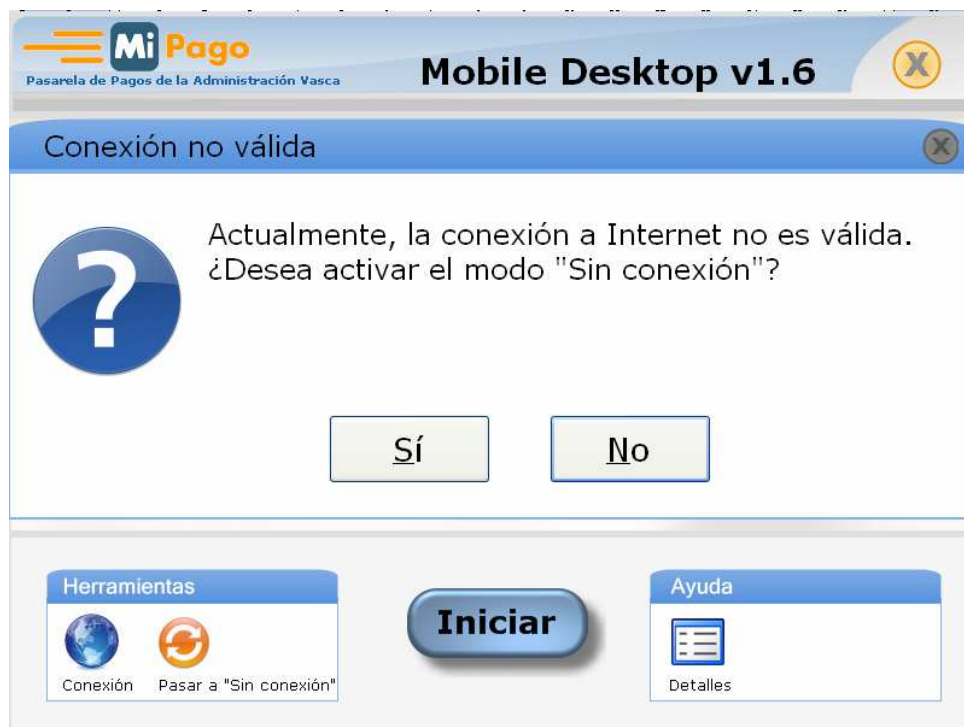 Mi Pago
Pasarela de Pagos de la Administración Vasca
Mobile Desktop v1.6
X
Conexión no válida
X
Actualmente, la conexión a Internet no es válida.
¿Desea activar el modo "Sin conexión"?
?
Sí
No
Herramientas
Conexión
Pasar a "Sin conexión"
Iniciar
Ayuda
Detalles